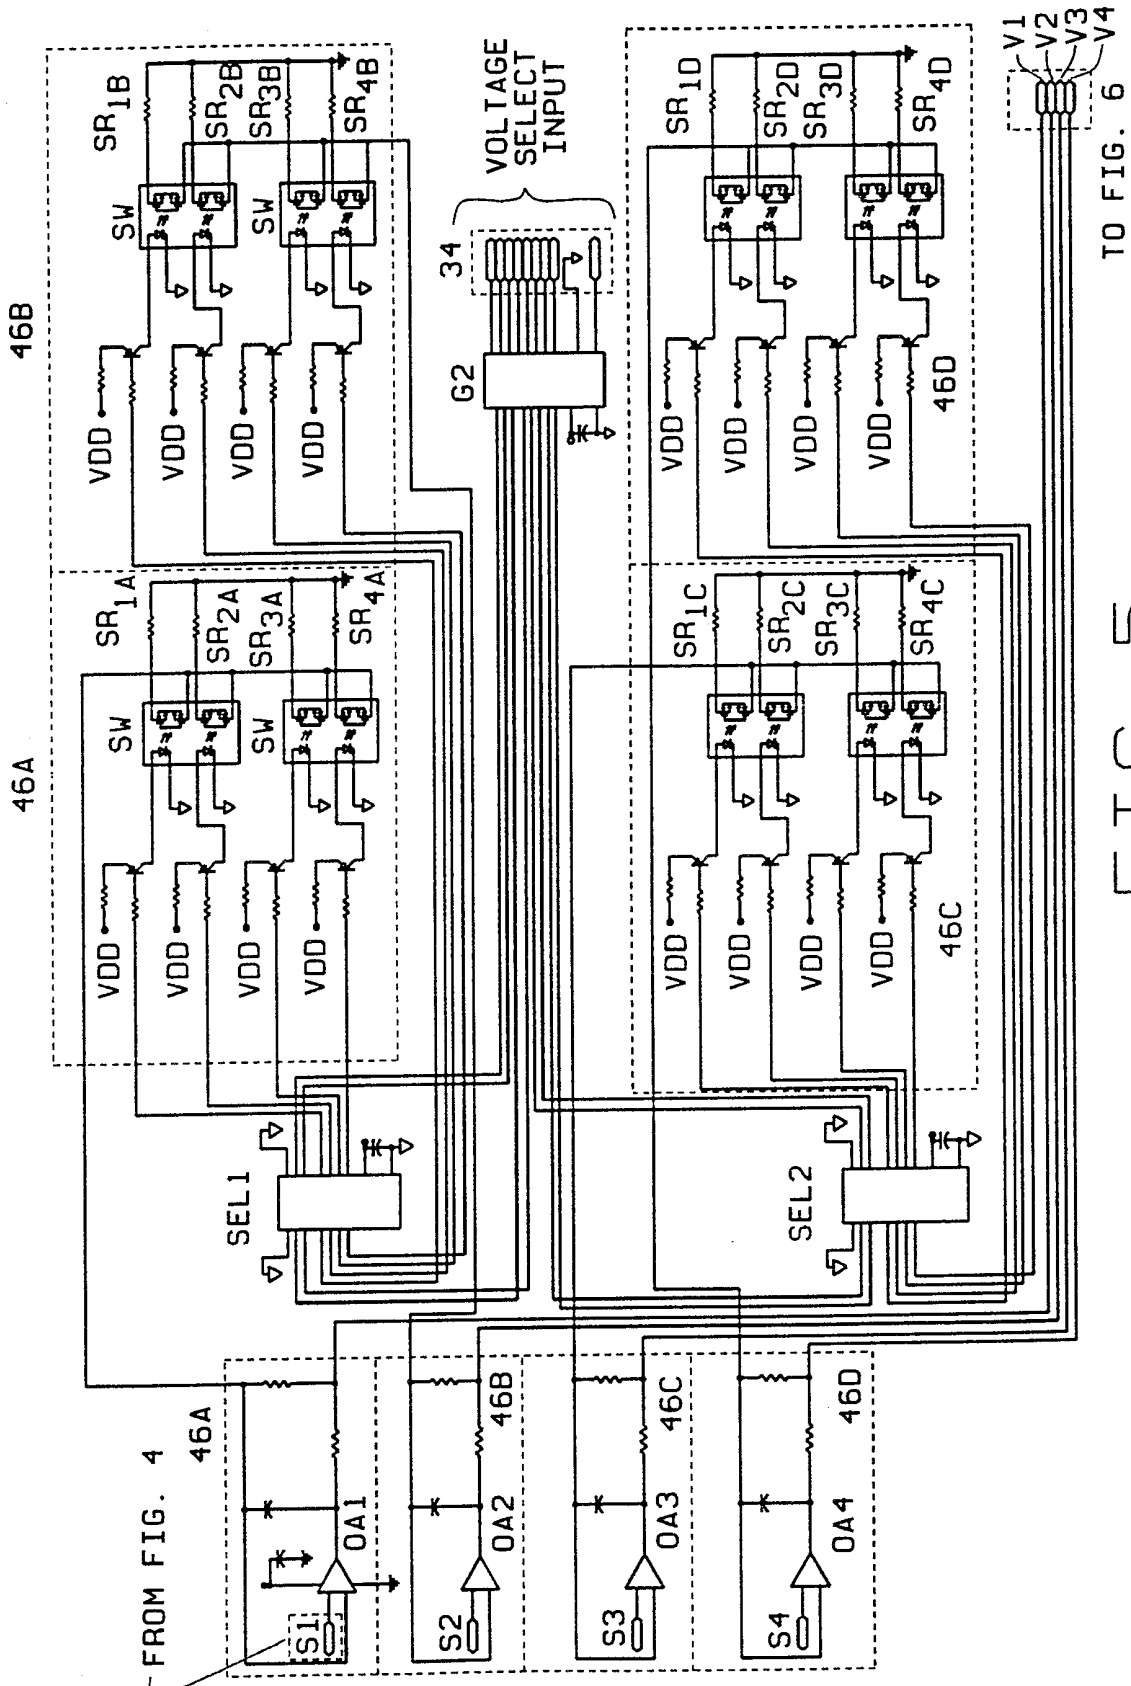 46A
46B
SR1A
SR2A
SR3A
SR4A
SW
SW
VDD
VDD
VDD
VDD
SR1B
SR2B
SR3B
SR4B
SW
SW
VDD
VDD
VDD
VDD
SEL1
G2
34
VOLTAGE
SELECT
INPUT
FROM FIG. 4
46A
S1
OA1
S2
OA2
46B
S3
OA3
46C
S4
OA4
46D
SEL2
SR1C
SR2C
SR3C
SR4C
VDD
VDD
VDD
VDD
46C
SR1D
SR2D
SR3D
SR4D
VDD
VDD
VDD
VDD
46D
V1
V2
V3
V4
TO FIG. 6